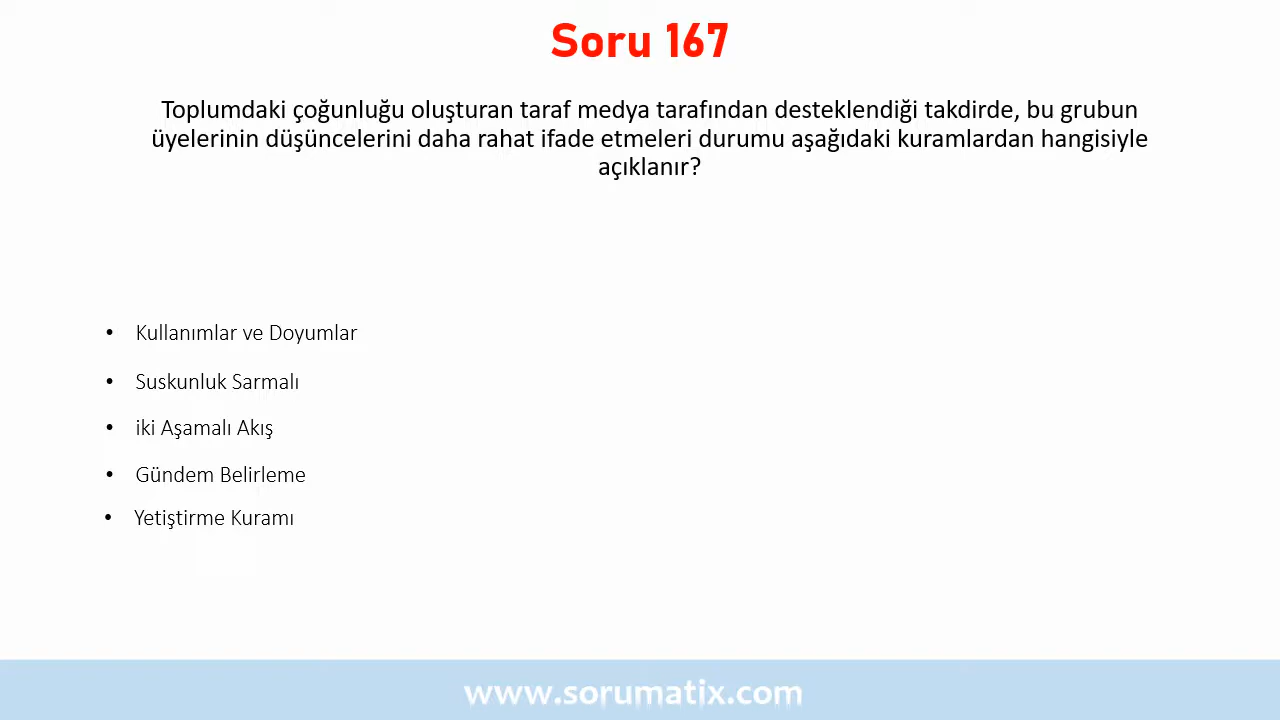 Soru 167
Toplumdaki çoğunluğu oluşturan taraf medya tarafından desteklendiği takdirde, bu grubun
üyelerinin düşüncelerini daha rahat ifade etmeleri durumu aşağıdaki kuramlardan hangisiyle
açıklanır?
• Kullanımlar ve Doyumlar
• Suskunluk Sarmalı
• iki Aşamalı Akış
• Gündem Belirleme
• Yetiştirme Kuramı
www.sorumatix.com